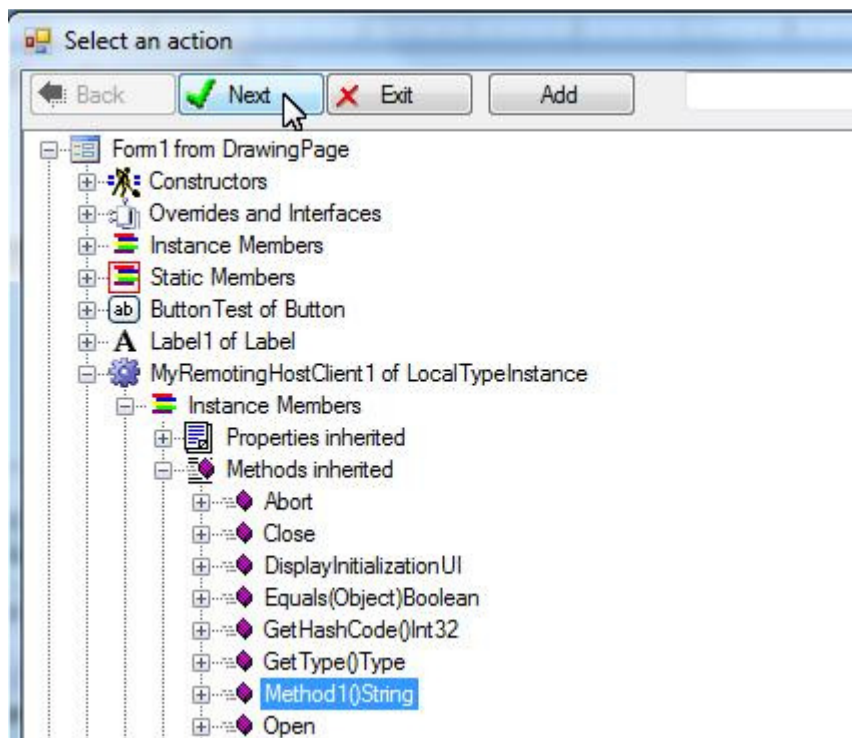 Select an action
Back Next Exit Add
Form1 from DrawingPage
Constructors
Overrides and Interfaces
Instance Members
Static Members
ab ButtonTest of Button
A Label1 of Label
MyRemotingHostClient1 of LocalTypeInstance
Instance Members
Properties inherited
Methods inherited
Abort
Close
DisplayInitializationUI
Equals(Object)Boolean
GetHashCode()Int32
GetType()Type
Method1()String
Open